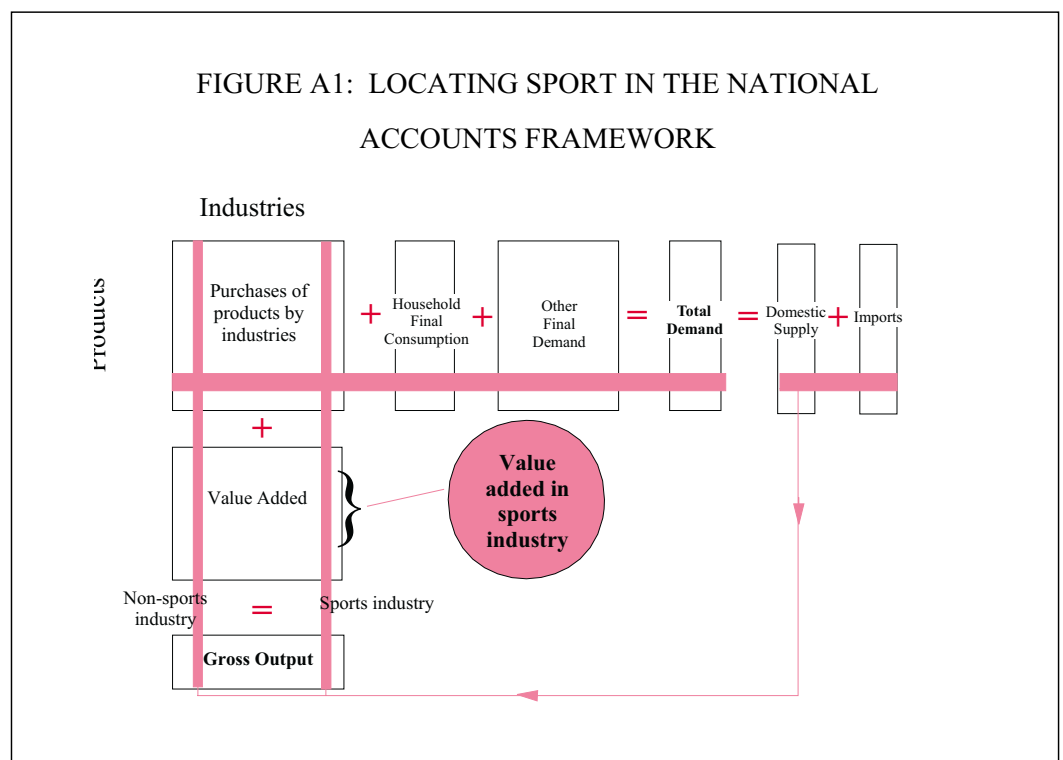 FIGURE A1: LOCATING SPORT IN THE NATIONAL
ACCOUNTS FRAMEWORK
Industries
Products
Purchases of
products by
industries
+
Household
Final
Consumption
+
Other
Final
Demand
=
Total
Demand
=
Domestic
Supply
+
Imports
+
Value Added
}
Value
added in
sports
industry
Non-sports
industry
=
Sports industry
Gross Output